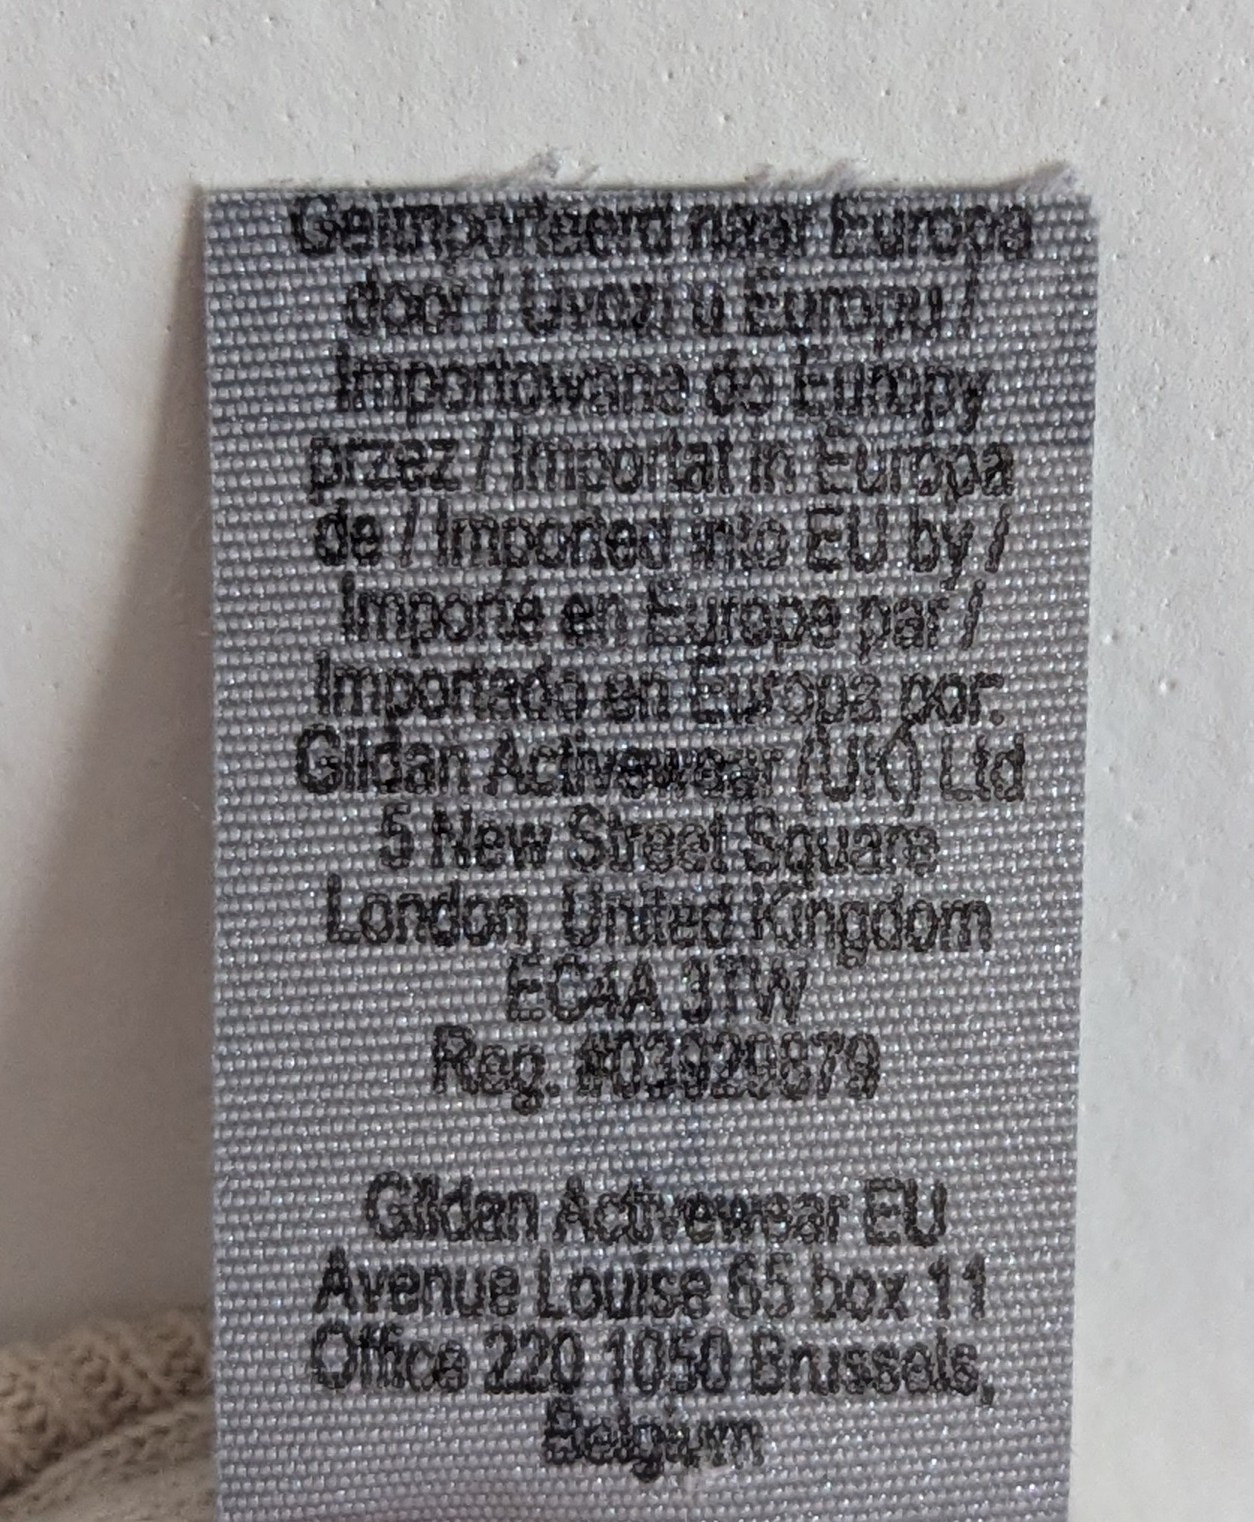 Geïmporteerd naar Europa
door / Uvozi u Europu /
Importowane do Europy
przez / Importat in Europa
de / Imported into EU by /
Importé en Europe par /
Importado en Europa por:
Gildan Activewear (UK) Ltd
5 New Street Square
London, United Kingdom
EC4A 3TW
Reg. #03929879
Gildan Activewear EU
Avenue Louise 65 box 11
Office 220 1050 Brussels,
Belgium